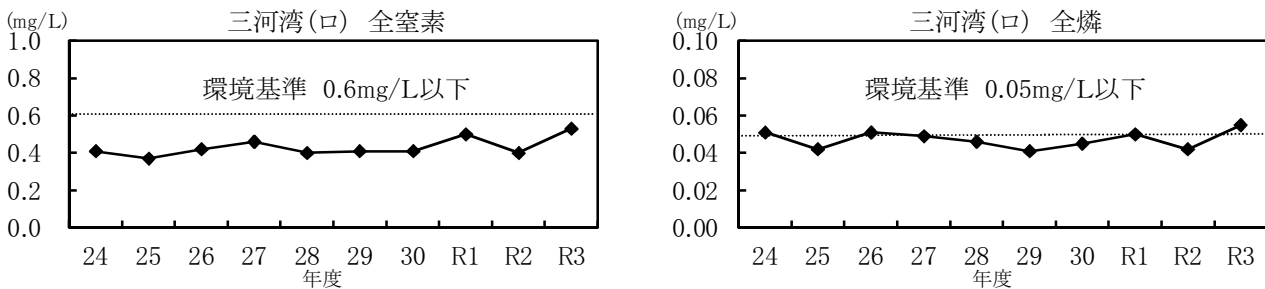 (mg/L)
三河湾(ロ) 全窒素
1.0
0.8
環境基準 0.6mg/L以下
0.6
0.4
0.2
0.0
24 25 26 27 28 29 30 R1 R2 R3
年度
(mg/L)
三河湾(ロ) 全燐
0.10
0.08
環境基準 0.05mg/L以下
0.06
0.04
0.02
0.00
24 25 26 27 28 29 30 R1 R2 R3
年度